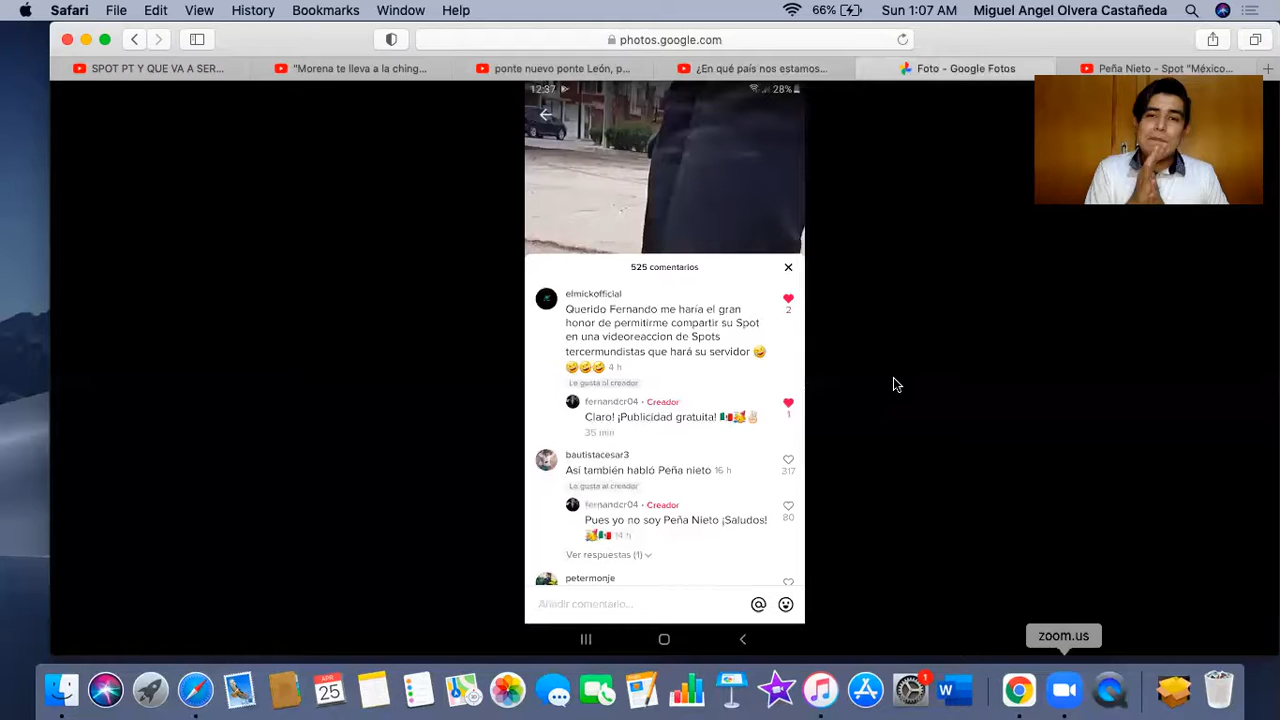 Safari File Edit View History Bookmarks Window Help 66% Sun 1:07 AM Miguel Angel Olvera Castañeda
photos.google.com
SPOT PT Y QUE VA A SER... "Morena te lleva a la ching... ponte nuevo ponte León, p... ¿En qué país nos estamos... Foto - Google Fotos Peña Nieto - Spot "México...
12:37 28%
525 comentarios
elmickofficial
Querido Fernando me haría el gran
honor de permitirme compartir su Spot
en una videoreaccion de Spots
tercermundistas que hará su servidor 🤣
🤣🤣🤣 4 h
2
Le gusta al creador
fernandcr04 · Creador
Claro! ¡Publicidad gratuita! 🇲🇽🥳✌🏻
1
35 min
bautistacesar3
Así también habló Peña nieto 16 h
317
Le gusta al creador
fernandcr04 · Creador
Pues yo no soy Peña Nieto ¡Saludos!
80
🥳🇲🇽 14 h
Ver respuestas (1)
petermonje
Añadir comentario...
zoom.us
APR
25
1
W